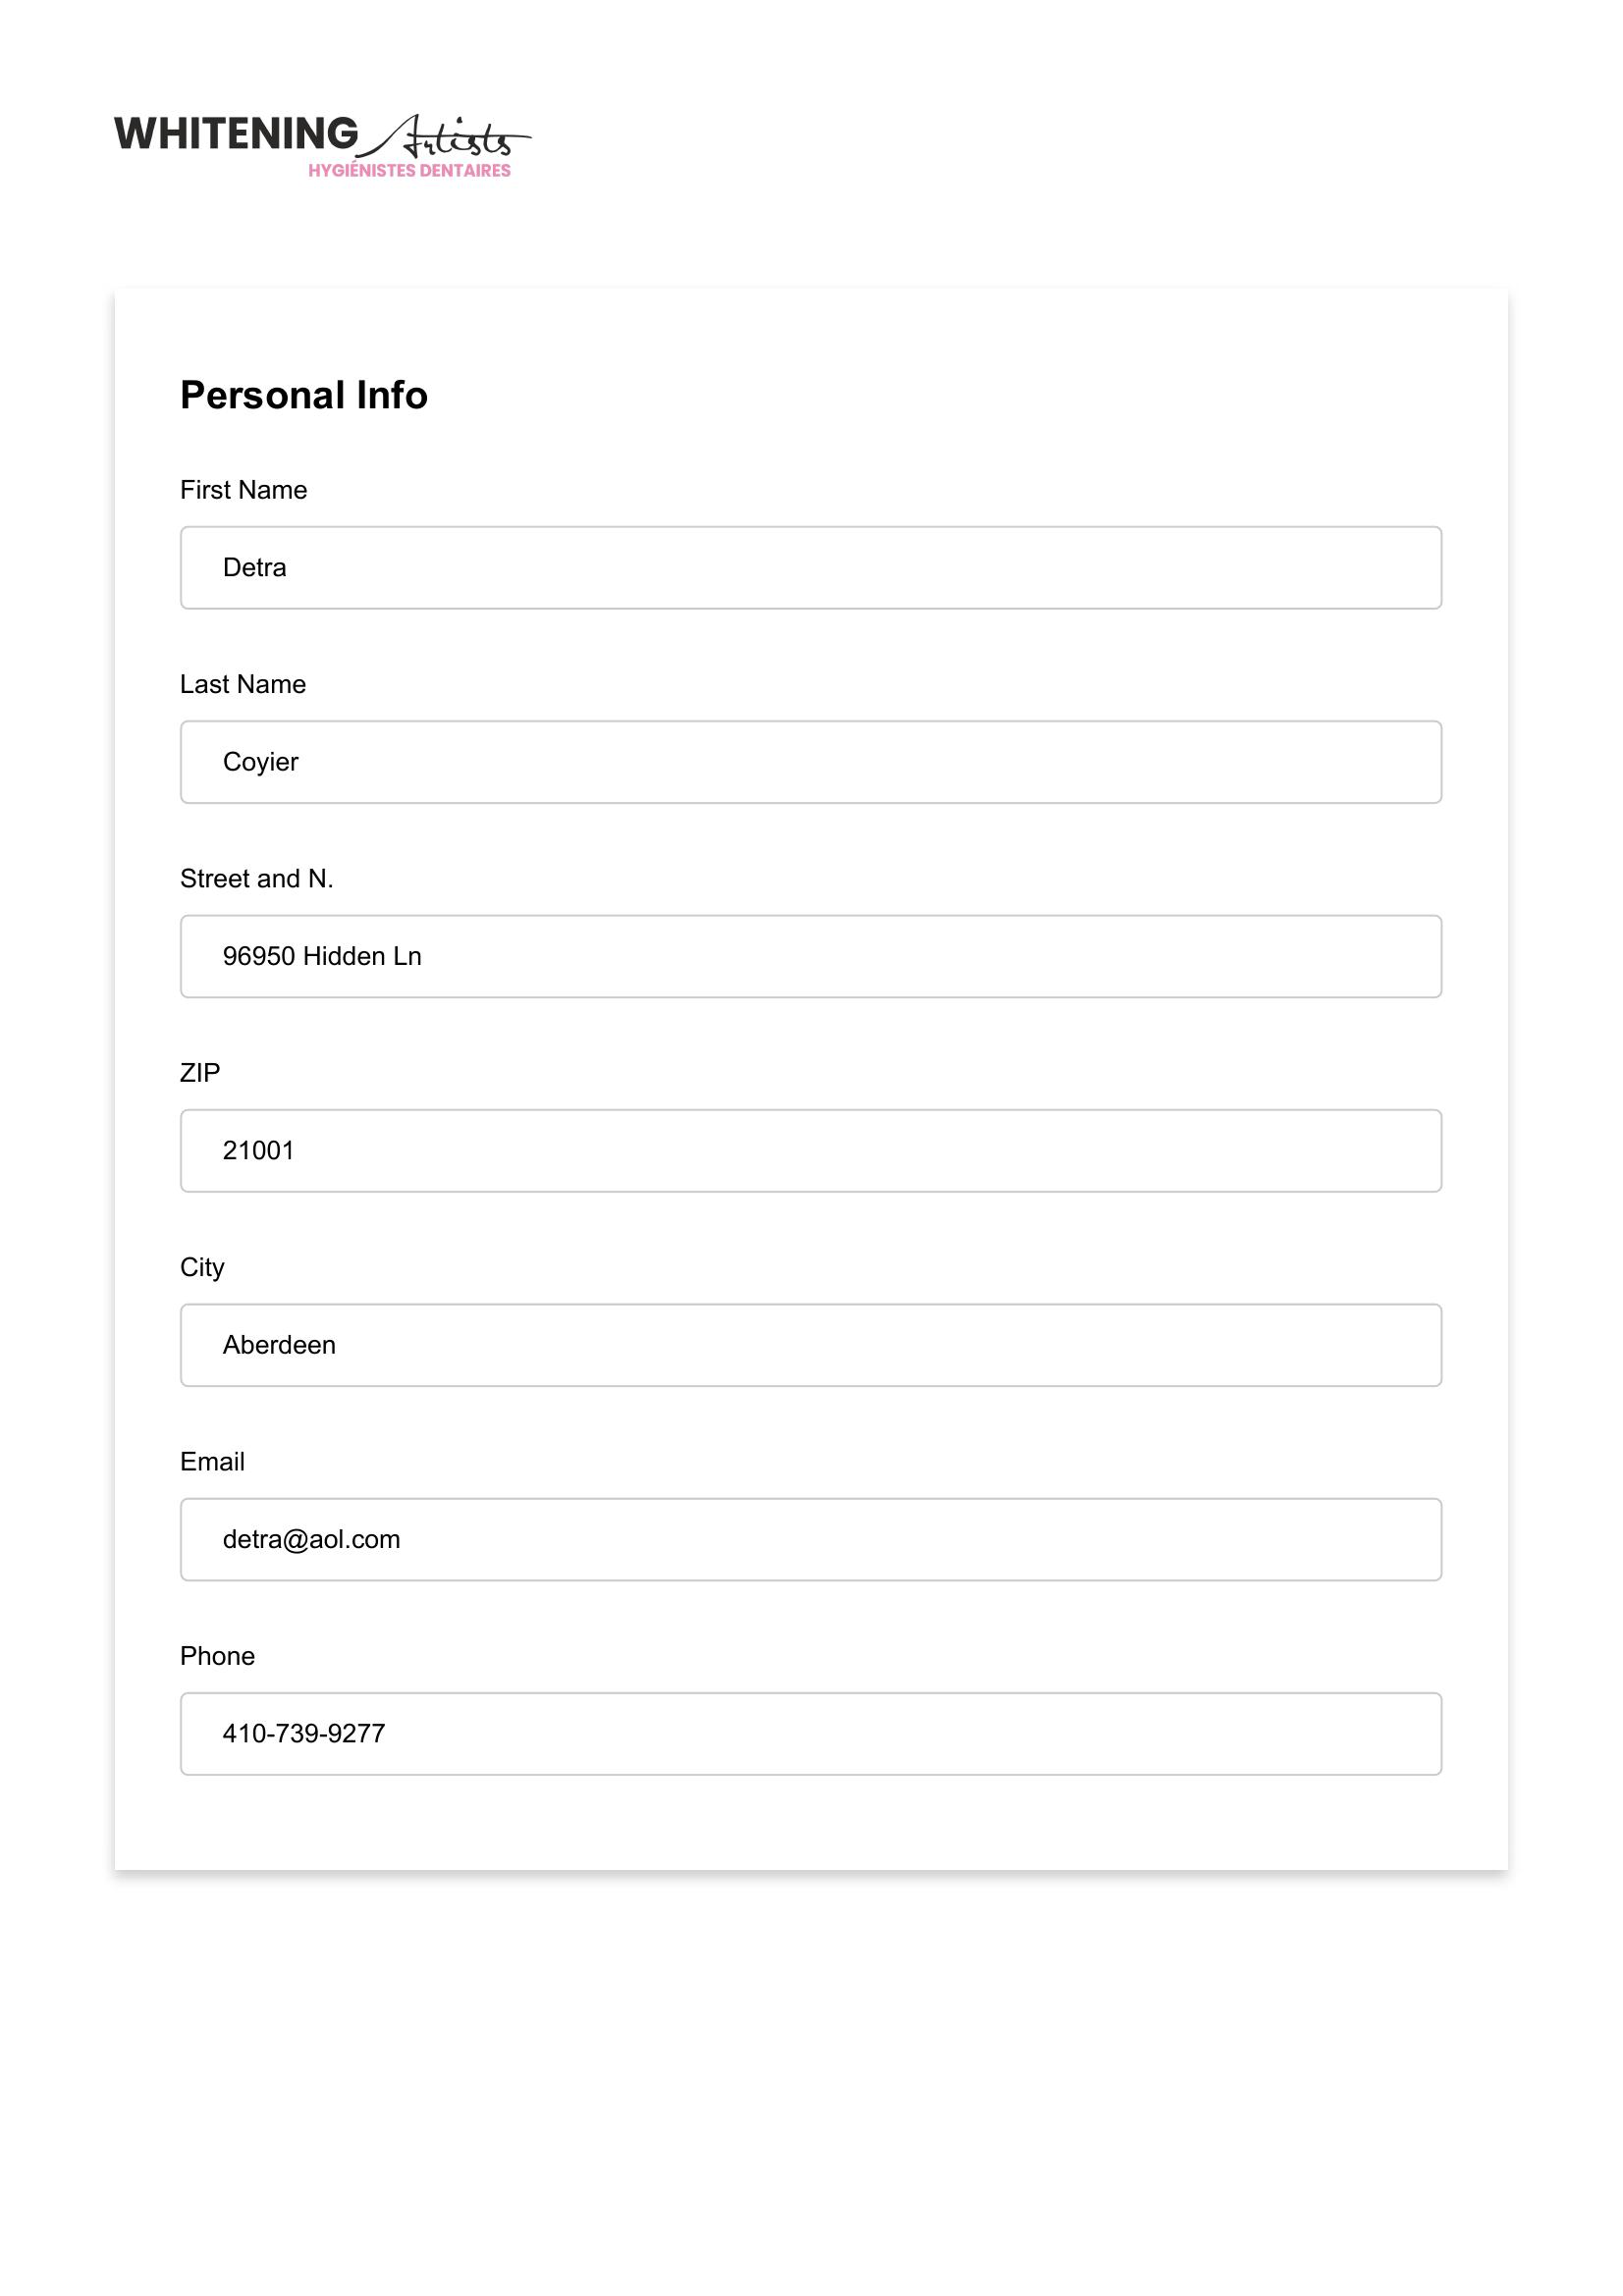 WHITENING Artists
HYGIÉNISTES DENTAIRES
Personal Info
First Name
Detra
Last Name
Coyier
Street and N.
96950 Hidden Ln
ZIP
21001
City
Aberdeen
Email
detra@aol.com
Phone
410-739-9277